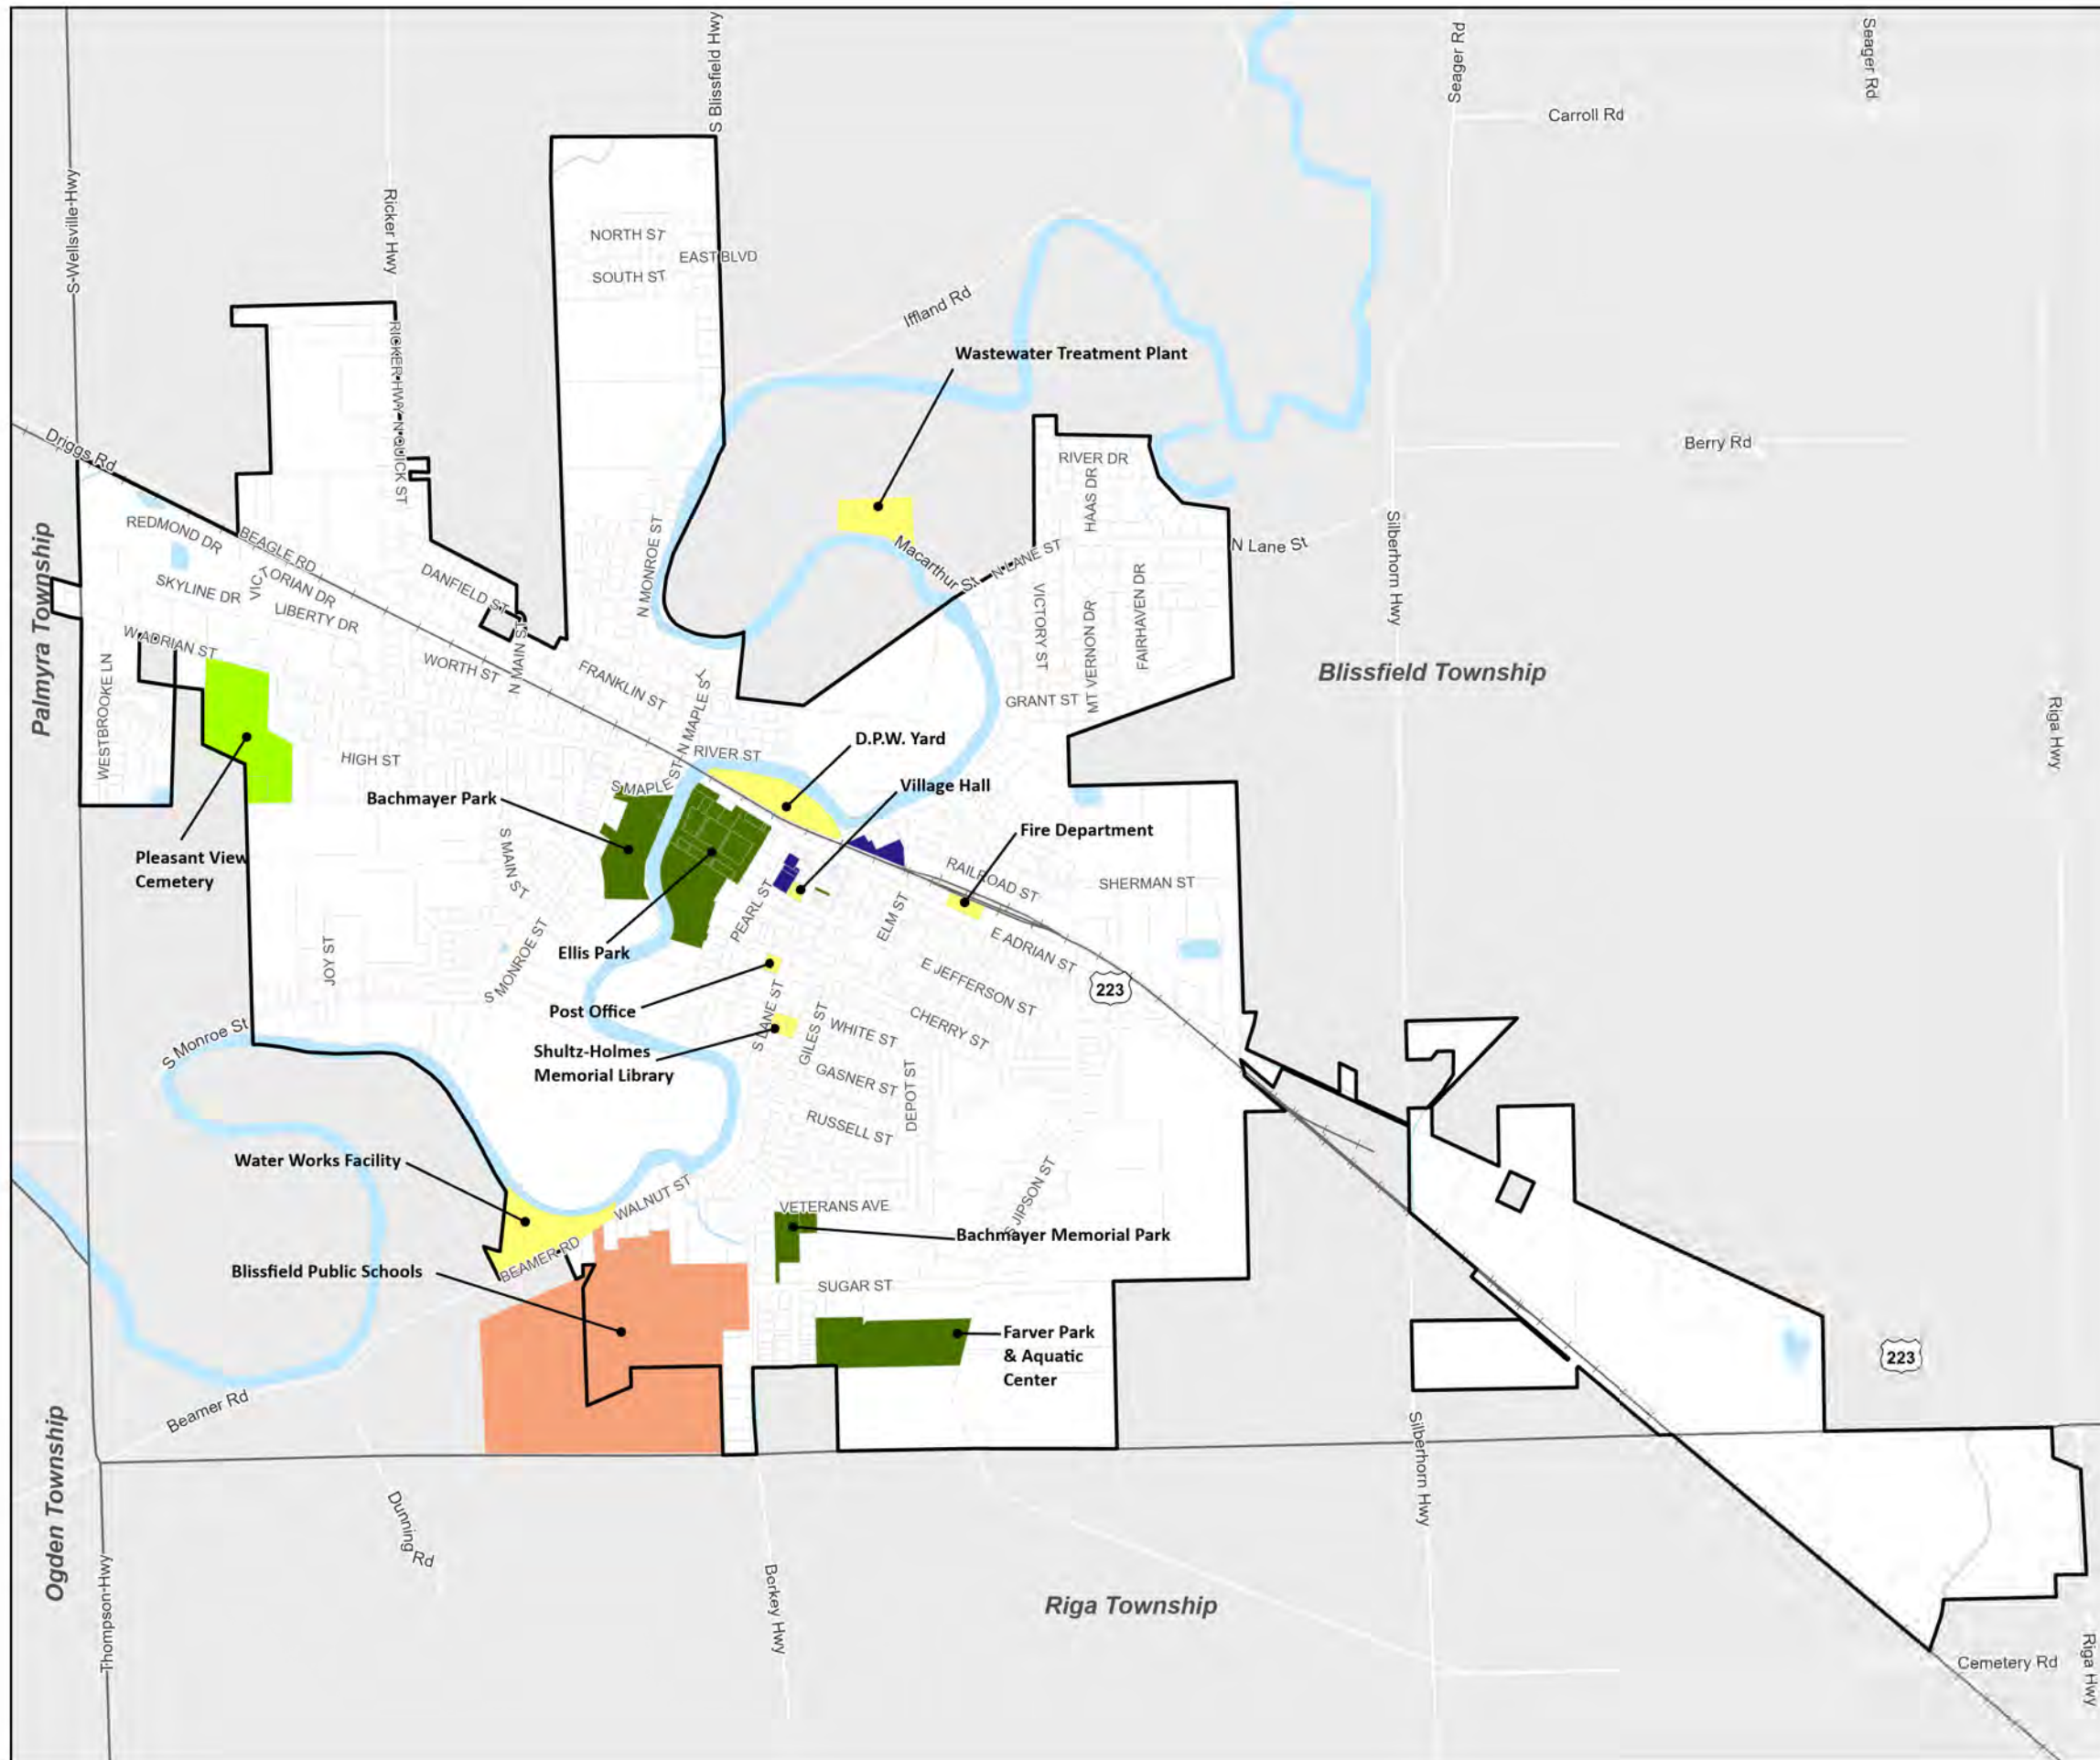 S Blissfield Hwy
Seager Rd
Seager Rd
Carroll Rd
S-Wellsville-Hwy
Ricker Hwy
NORTH ST
EAST BLVD
SOUTH ST
Iffland Rd
RICKER HWY-N QUICK ST
Wastewater Treatment Plant
Driggs Rd
Berry Rd
RIVER DR
HAAS DR
REDMOND DR
BEAGLE RD
N MONROE ST
Macarthur St
N LANE ST
N Lane St
Silberhorn Hwy
Palmyra Township
SKYLINE DR
VICTORIAN DR
LIBERTY DR
DANFIELD ST
VICTORY ST
MT VERNON DR
FAIRHAVEN DR
W ADRIAN ST
WESTBROOKE LN
WORTH ST
N MAIN ST
FRANKLIN ST
Blissfield Township
N MAPLE ST
GRANT ST
Riga Hwy
HIGH ST
RIVER ST
D.P.W. Yard
S MAPLE ST
Bachmayer Park
Village Hall
Fire Department
Pleasant View
Cemetery
S MAIN ST
RAILROAD ST
SHERMAN ST
PEARL ST
ELM ST
JOY ST
S MONROE ST
Ellis Park
E ADRIAN ST
E JEFFERSON ST
223
Post Office
S LANE ST
GILES ST
WHITE ST
CHERRY ST
S Monroe St
Shultz-Holmes
Memorial Library
GASNER ST
DEPOT ST
RUSSELL ST
Water Works Facility
WALNUT ST
VETERANS AVE
S JIPSON ST
Bachmayer Memorial Park
BEAMER RD
Blissfield Public Schools
SUGAR ST
Farver Park
& Aquatic
Center
223
Beamer Rd
Ogden Township
Silberhorn Hwy
Dunning Rd
Thompson-Hwy
Borkey Hwy
Riga Township
Cemetery Rd
Riga Hwy